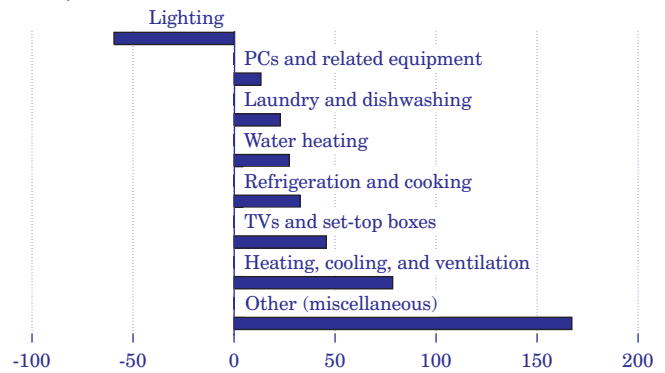 Lighting
PCs and related equipment
Laundry and dishwashing
Water heating
Refrigeration and cooking
TVs and set-top boxes
Heating, cooling, and ventilation
Other (miscellaneous)
-100 -50 0 50 100 150 200